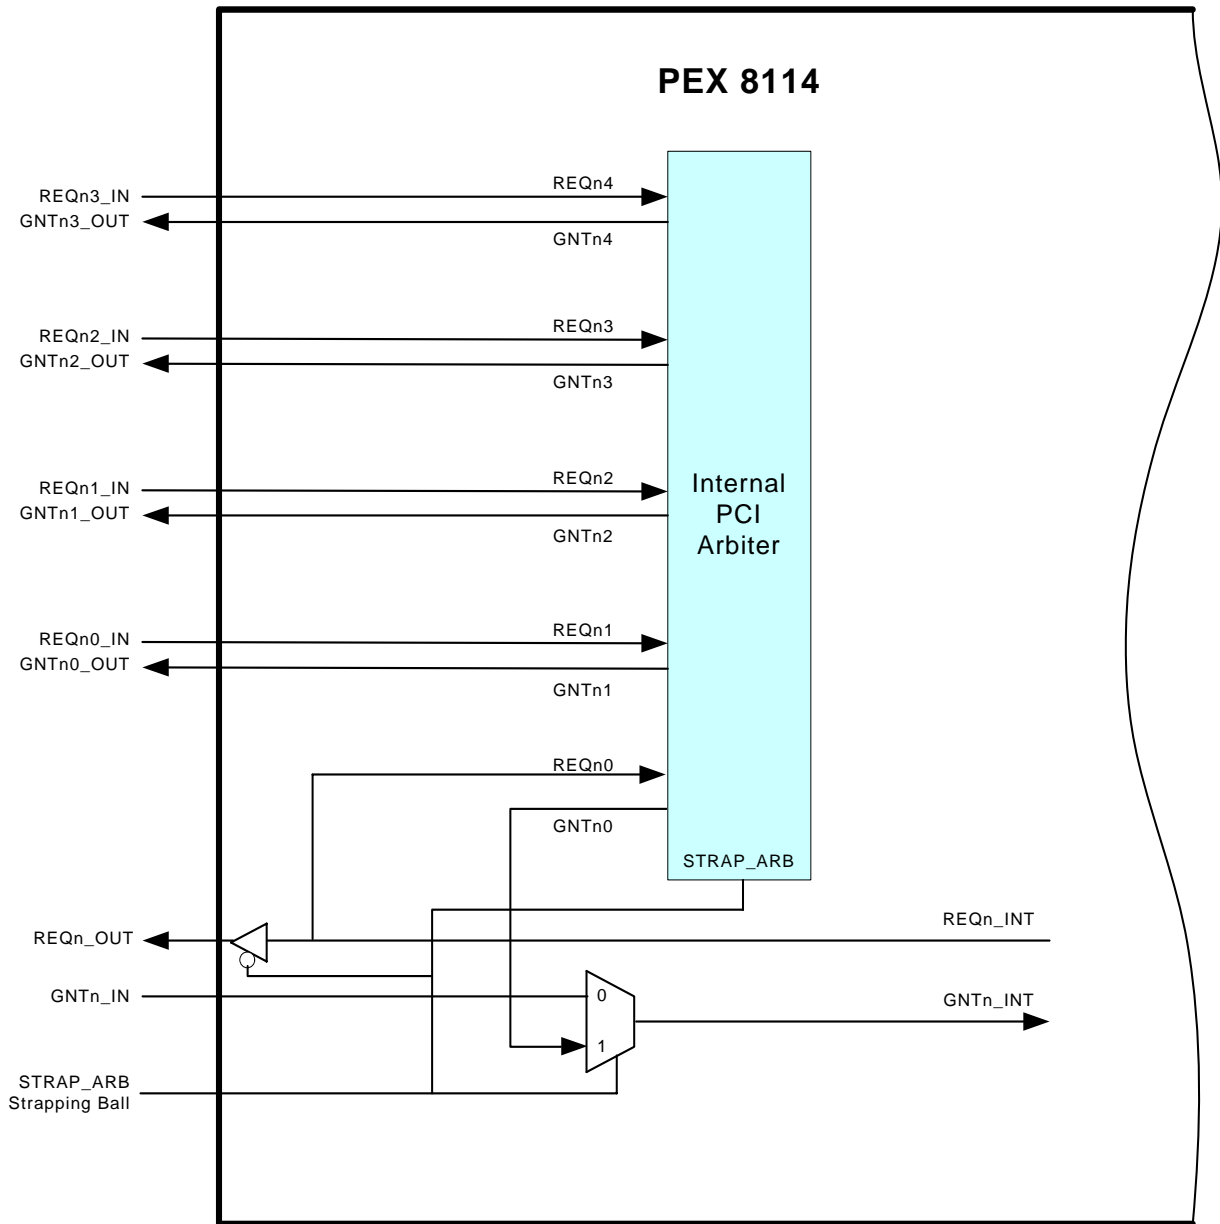 PEX 8114
REQn3_IN
REQn4
GNTn3_OUT
GNTn4
REQn2_IN
REQn3
GNTn2_OUT
GNTn3
REQn1_IN
REQn2
GNTn1_OUT
GNTn2
Internal
PCI
Arbiter
REQn0_IN
REQn1
GNTn0_OUT
GNTn1
REQn0
GNTn0
STRAP_ARB
REQn_OUT
REQn_INT
GNTn_IN
0
GNTn_INT
1
STRAP_ARB
Strapping Ball